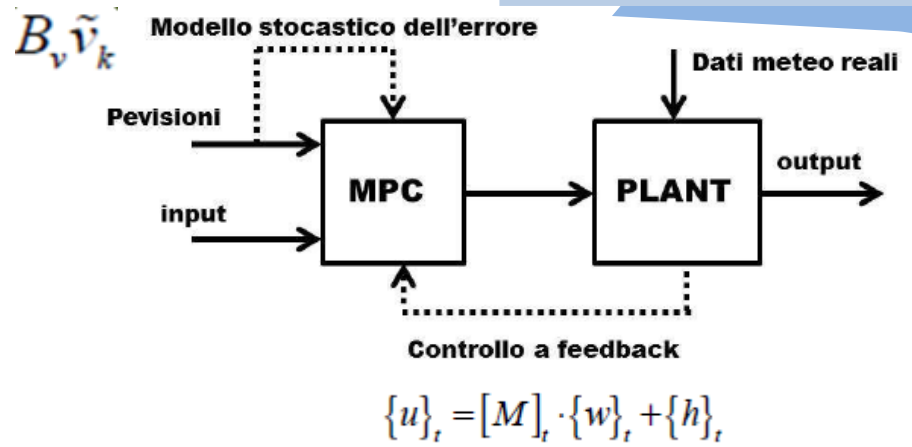 B_v ṽ_k
Modello stocastico dell'errore
Dati meteo reali
Pevisioni
MPC
PLANT
output
input
Controllo a feedback
{u}_t = [M]_t · {w}_t + {h}_t